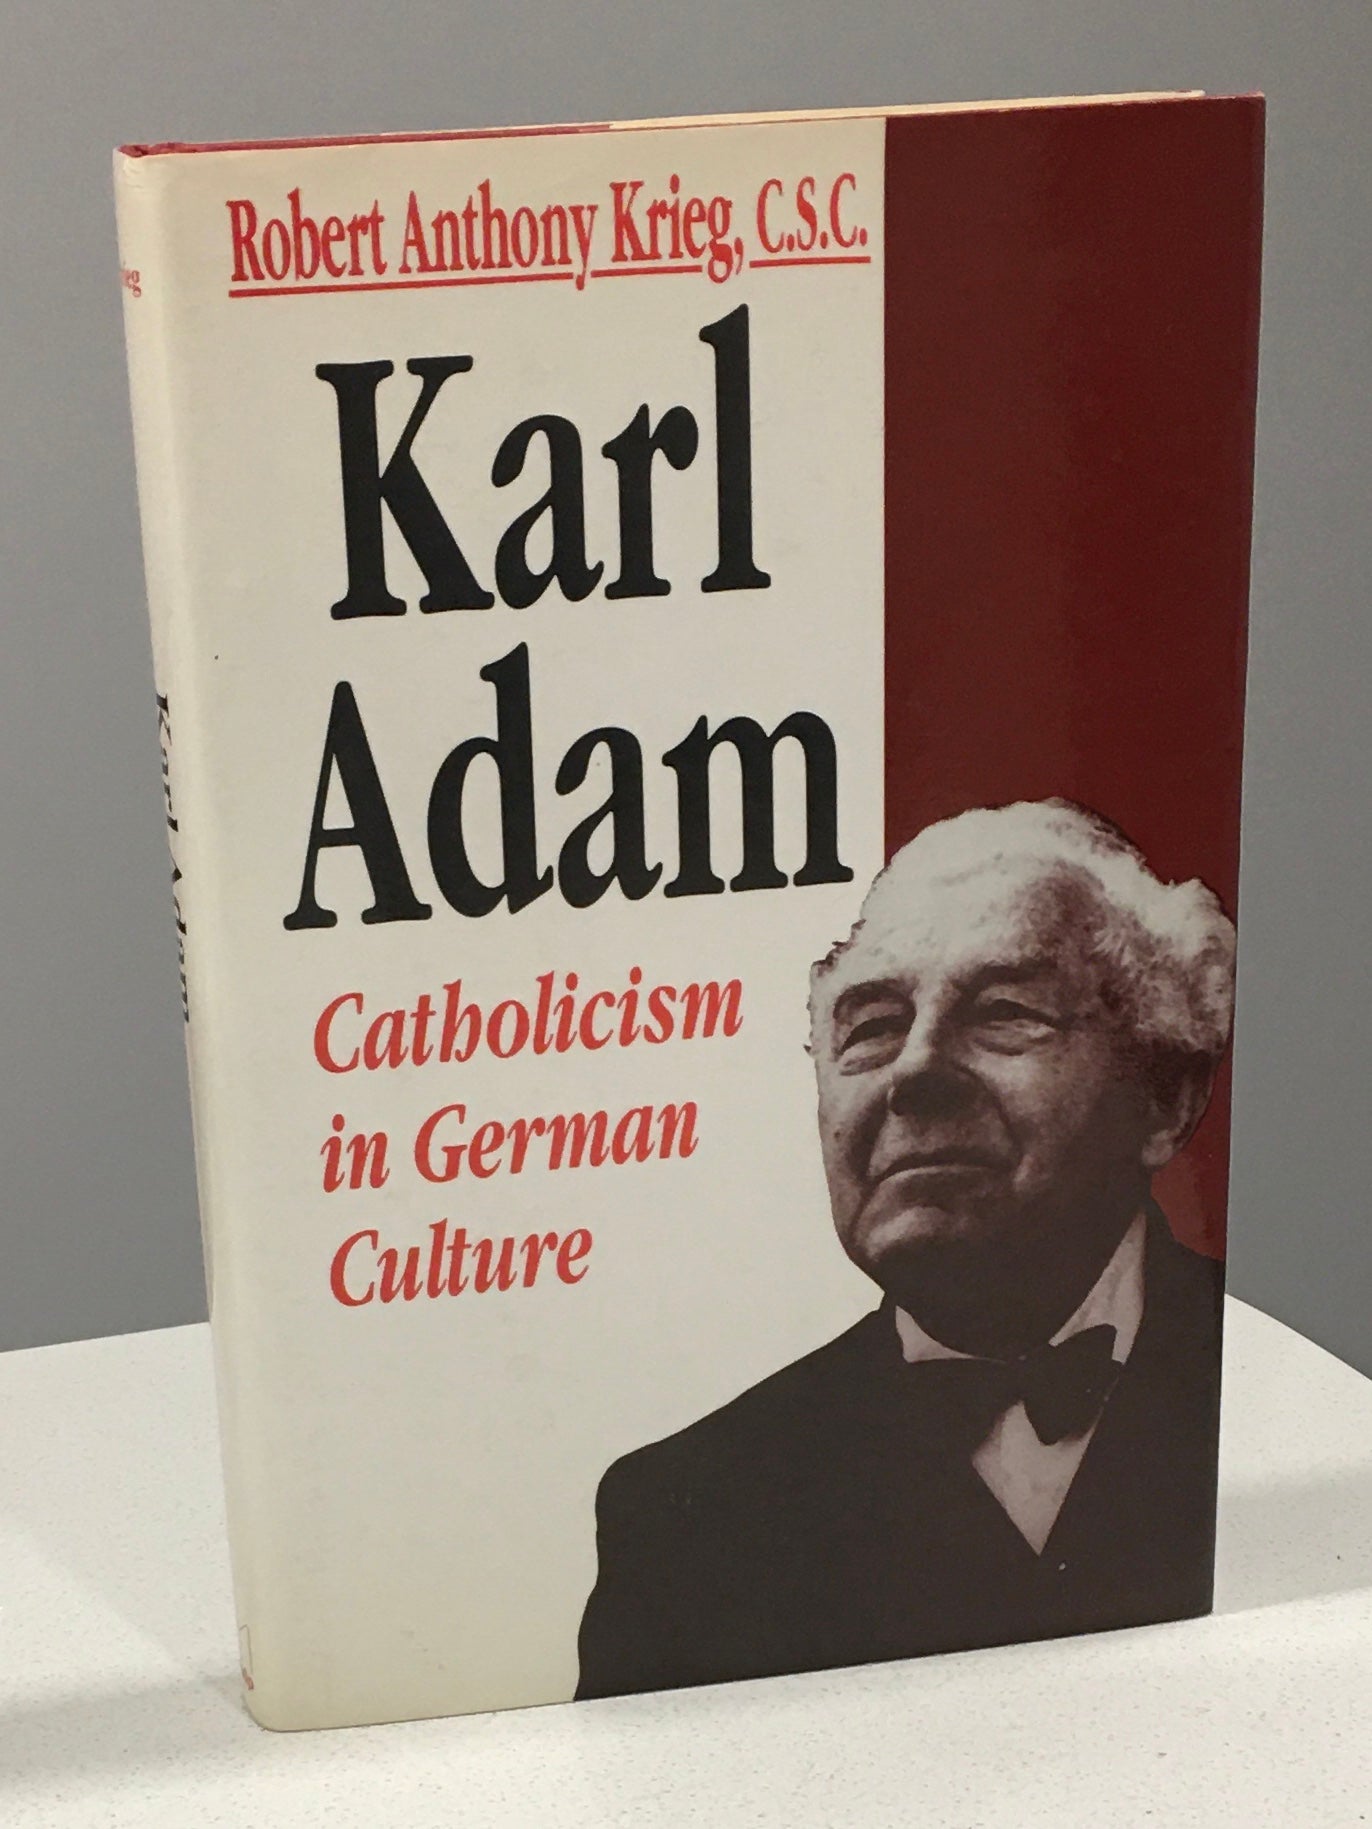 Robert Anthony Krieg, C.S.C.
Karl
Adam
Catholicism
in German
Culture
Karl Adam